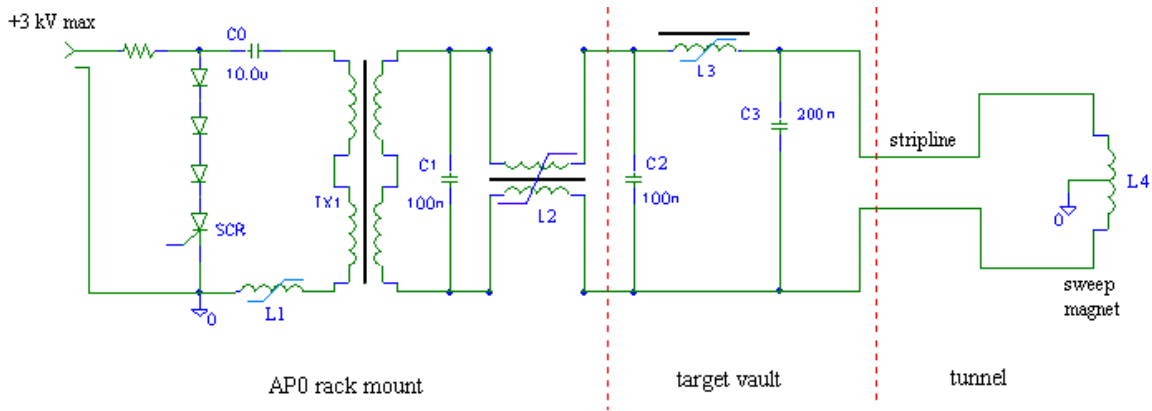 +3 kV max
C0
10.0u
SCR
0
L1
TX1
C1
100n
L2
C2
100n
L3
C3
200n
stripline
L4
0
sweep
magnet
AP0 rack mount
target vault
tunnel